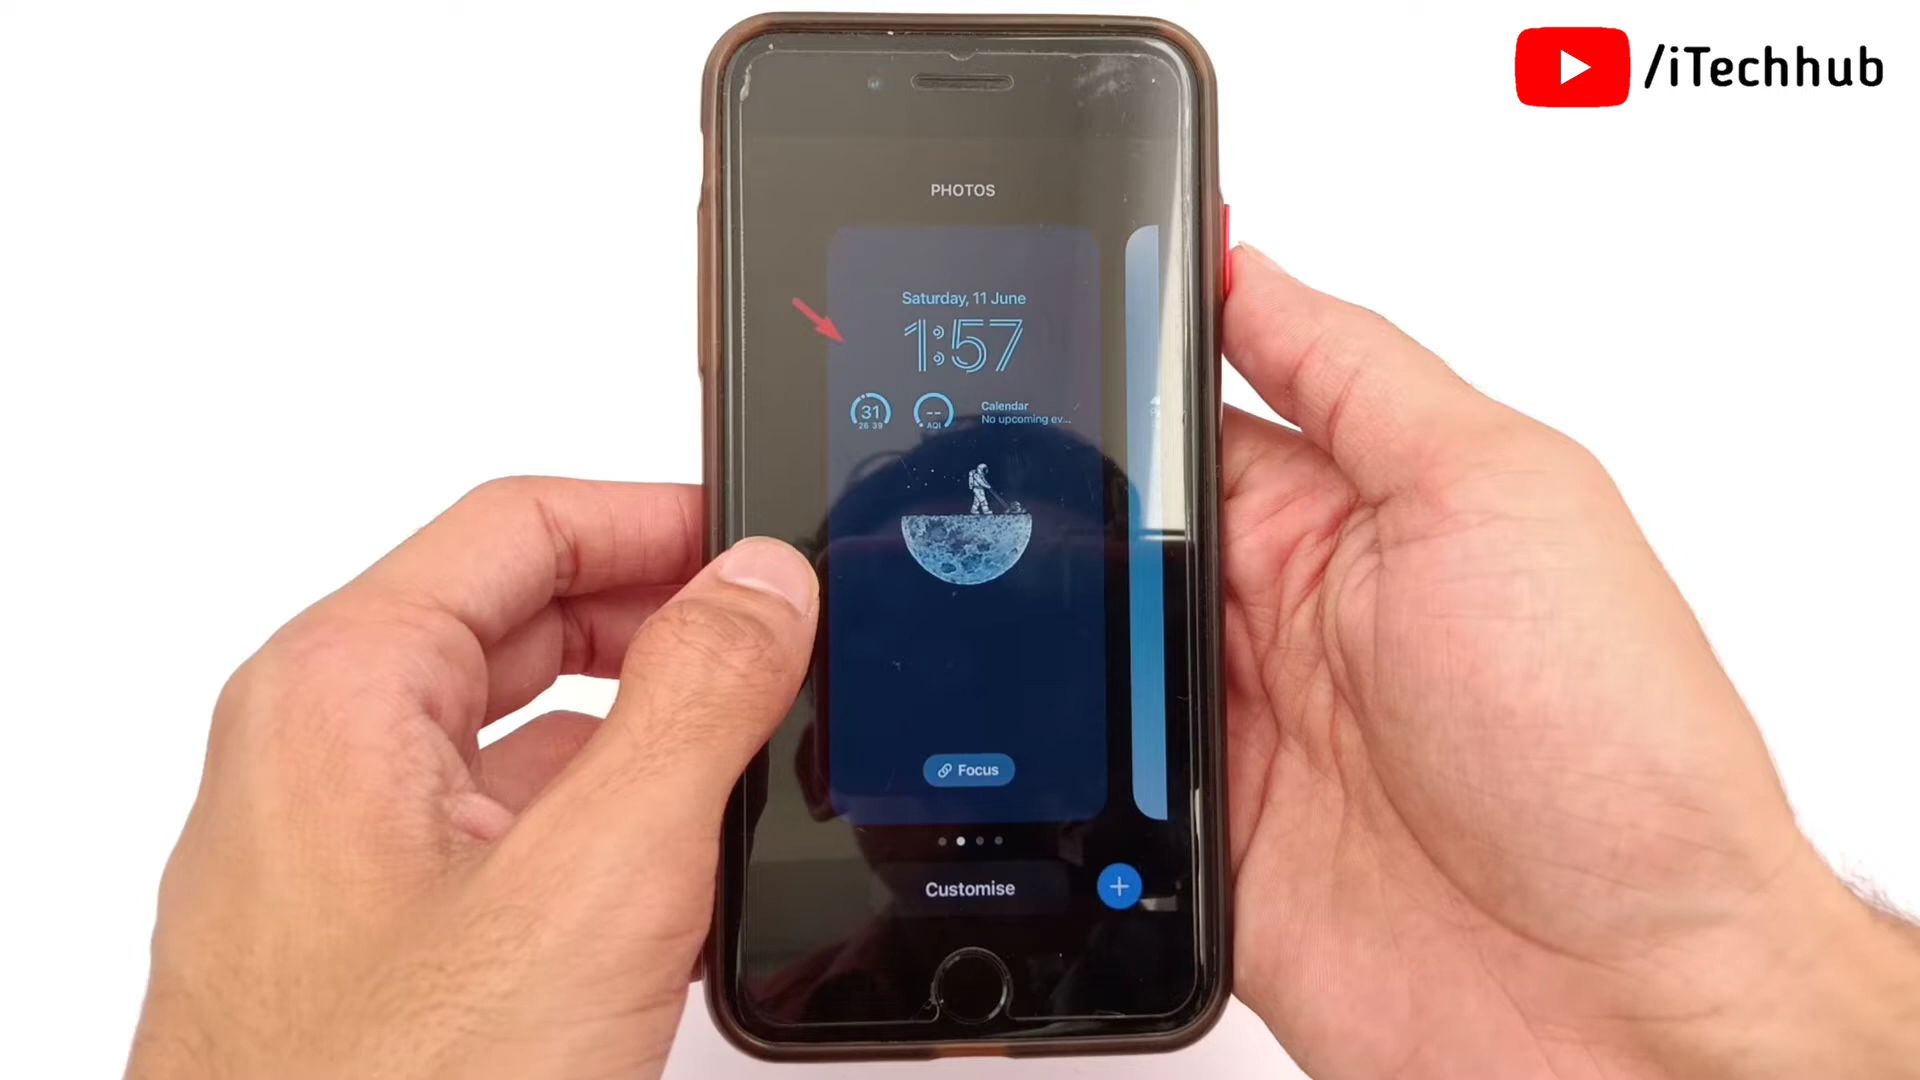 /iTechhub
PHOTOS
Saturday, 11 June
1:57
31
26 39
--
AQI
Calendar
No upcoming ev...
Focus
Customise